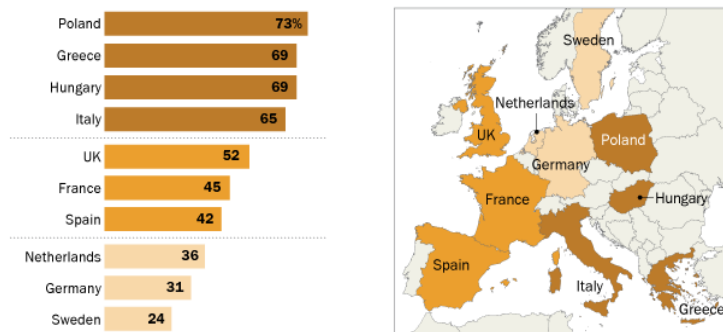 Poland 73%
Greece 69
Hungary 69
Italy 65
UK 52
France 45
Spain 42
Netherlands 36
Germany 31
Sweden 24
Sweden
Netherlands
UK
Poland
Germany
France
Hungary
Spain
Italy
Greece